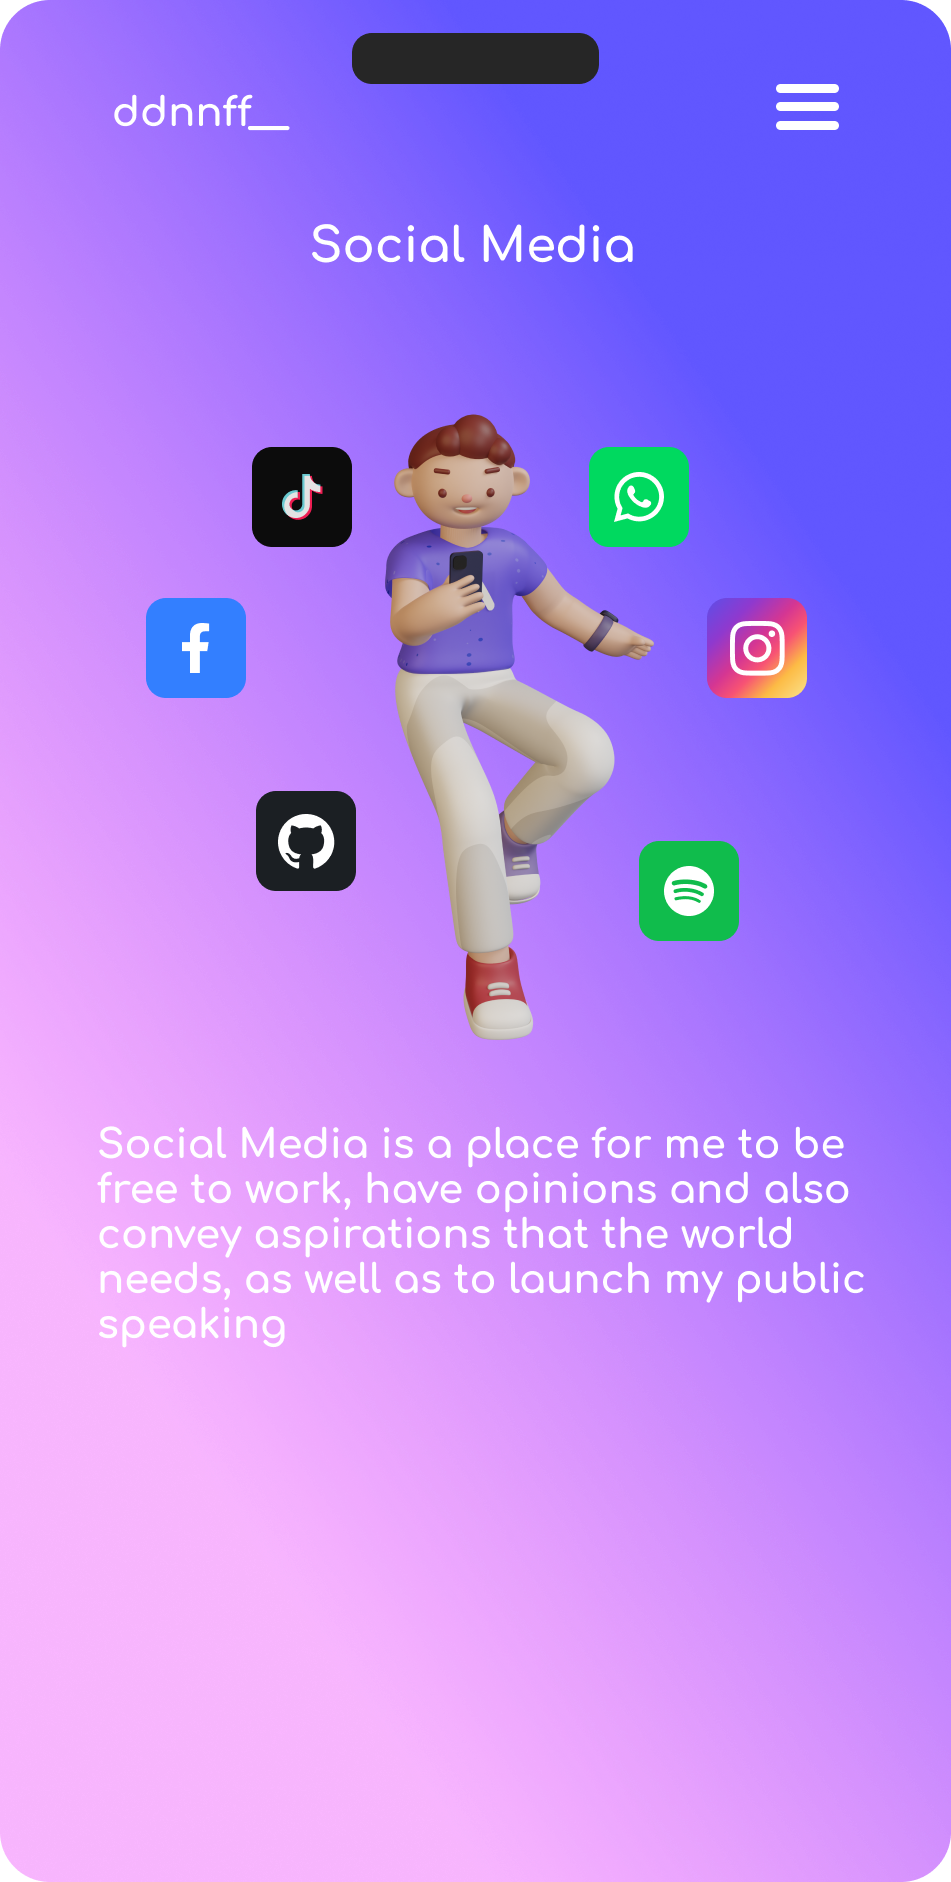 ddnnff__
Social Media
Social Media is a place for me to be
free to work, have opinions and also
convey aspirations that the world
needs, as well as to launch my public
speaking